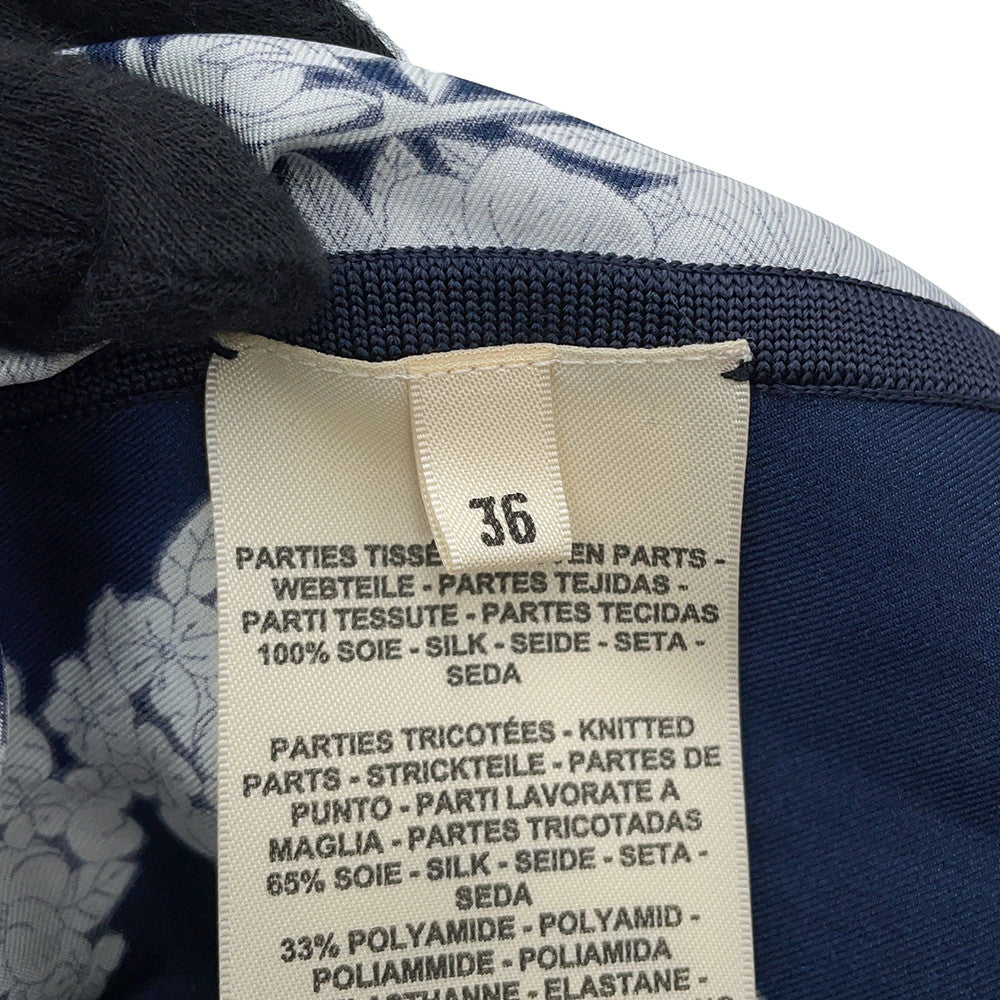 36
PARTIES TISSÉ EN PARTS -
WEBTEILE - PARTES TEJIDAS -
PARTI TESSUTE - PARTES TECIDAS
100% SOIE - SILK - SEIDE - SETA -
SEDA
PARTIES TRICOTÉES - KNITTED
PARTS - STRICKTEILE - PARTES DE
PUNTO - PARTI LAVORATE A
MAGLIA - PARTES TRICOTADAS
65% SOIE - SILK - SEIDE - SETA -
SEDA
33% POLYAMIDE - POLYAMID -
POLIAMMIDE - POLIAMIDA
ELASTHANNE - ELASTANE -